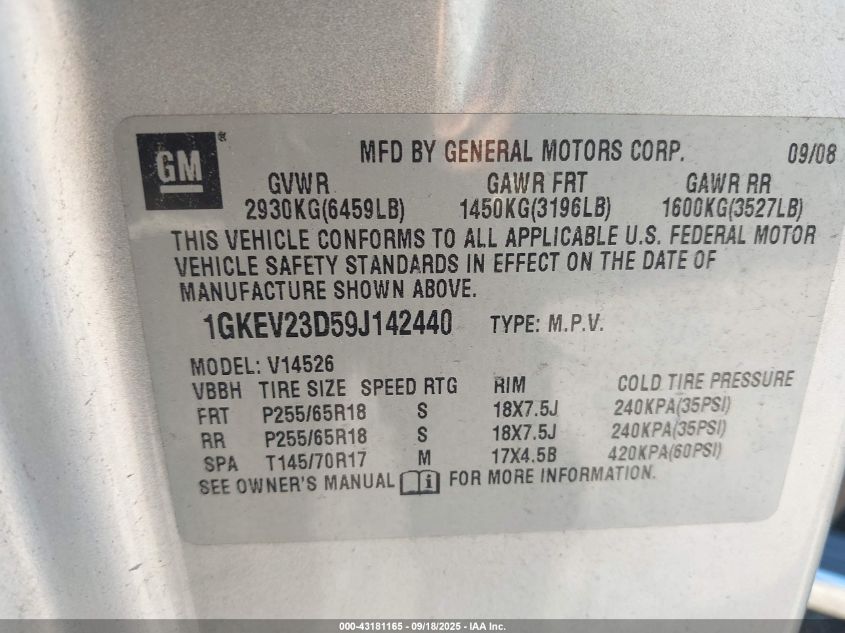 GM ® MFD BY GENERAL MOTORS CORP. 09/08
GVWR GAWR FRT GAWR RR
2930KG(6459LB) 1450KG(3196LB) 1600KG(3527LB)
THIS VEHICLE CONFORMS TO ALL APPLICABLE U.S. FEDERAL MOTOR
VEHICLE SAFETY STANDARDS IN EFFECT ON THE DATE OF
MANUFACTURE SHOWN ABOVE.
1GKEV23D59J142440 TYPE: M.P.V.
MODEL: V14526
VBBH TIRE SIZE SPEED RTG RIM COLD TIRE PRESSURE
FRT P255/65R18 S 18X7.5J 240KPA(35PSI)
RR P255/65R18 S 18X7.5J 240KPA(35PSI)
SPA T145/70R17 M 17X4.5B 420KPA(60PSI)
SEE OWNER'S MANUAL i FOR MORE INFORMATION.
000-43181165 - 09/18/2025 - IAA Inc.